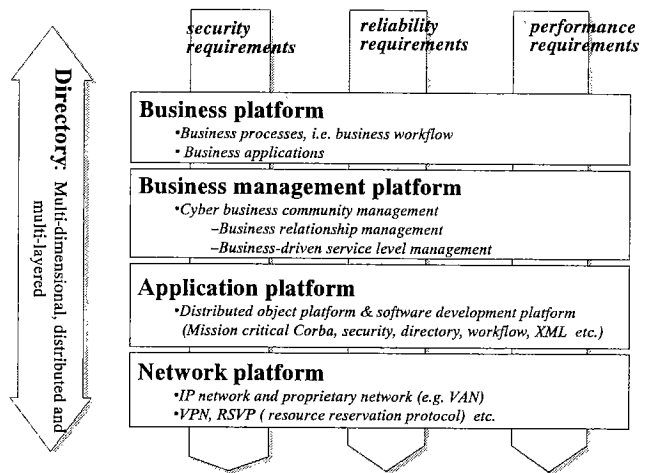 security
requirements
reliability
requirements
performance
requirements
Directory: Multi-dimensional, distributed and
multi-layered
Business platform
•Business processes, i.e. business workflow
• Business applications
Business management platform
•Cyber business community management
–Business relationship management
–Business-driven service level management
Application platform
•Distributed object platform & software development platform
(Mission critical Corba, security, directory, workflow, XML etc.)
Network platform
•IP network and proprietary network (e.g. VAN)
•VPN, RSVP ( resource reservation protocol) etc.